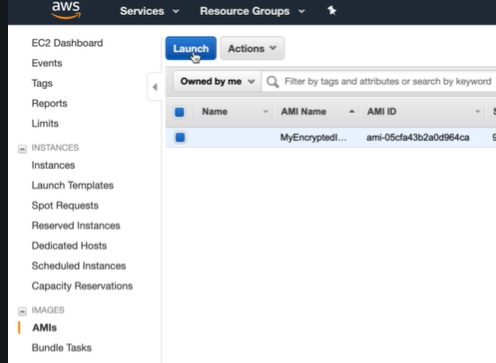 aws Services Resource Groups
EC2 Dashboard
Events
Tags
Reports
Limits
INSTANCES
Instances
Launch Templates
Spot Requests
Reserved Instances
Dedicated Hosts
Scheduled Instances
Capacity Reservations
IMAGES
AMIs
Bundle Tasks
Launch Actions
Owned by me Filter by tags and attributes or search by keyword
Name AMI Name AMI ID
MyEncryptedI... ami-05cfa43b2a0d964ca